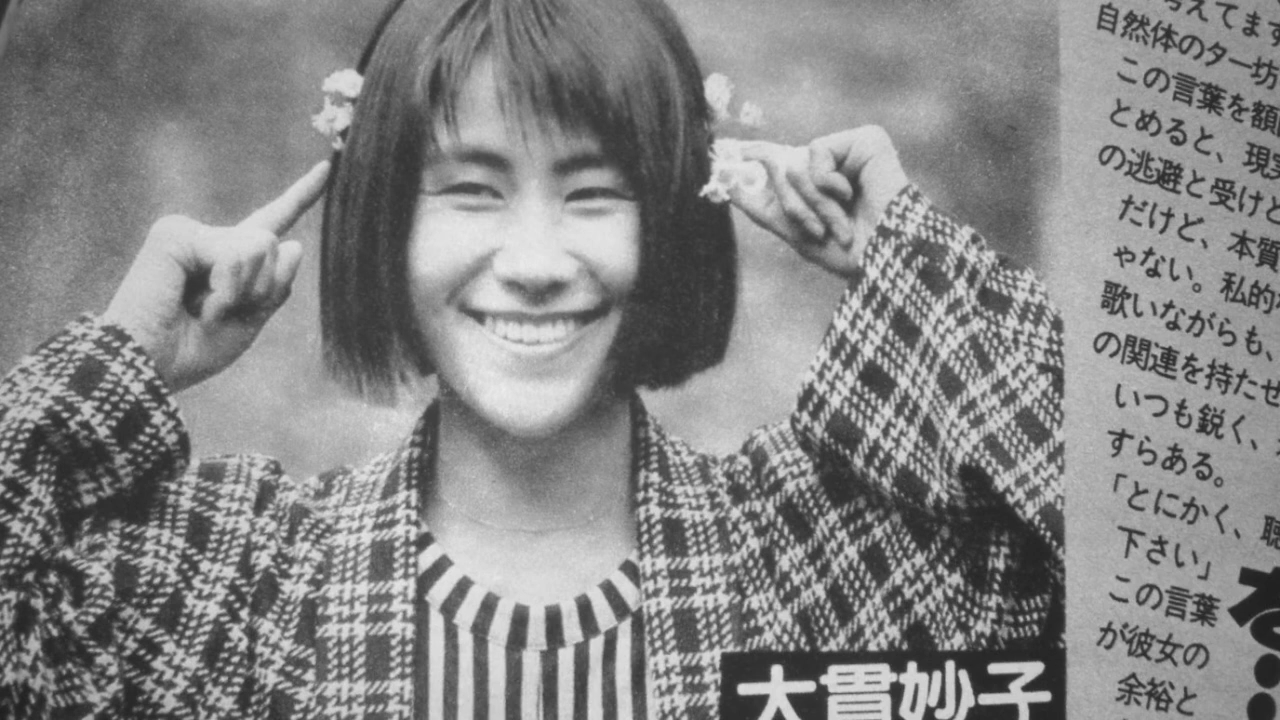 考えてます
自然体のター坊
この言葉を額
とめると、現実
の逃避と受けと
だけど、本質
ゃない。私的
歌いながらも、
の関連を持たせ
いつも鋭く、
すらある。
「とにかく、聴
下さい」
この言葉
が彼女の
余裕と
を…
大貫妙子